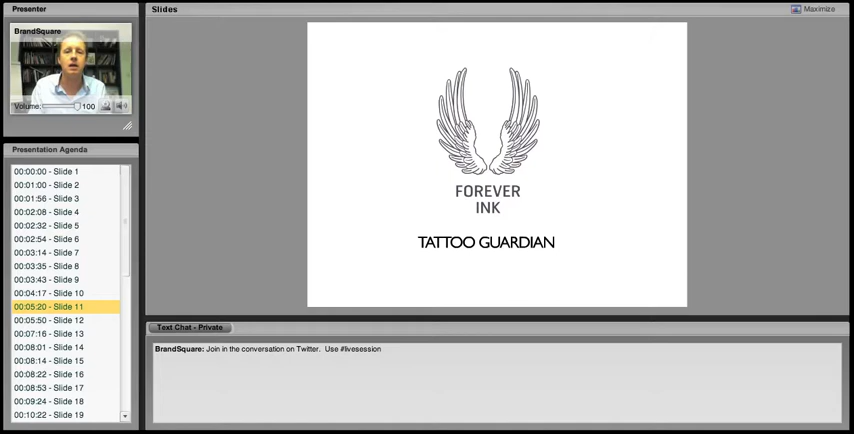 Presenter
BrandSquare
Volume:
100
Presentation Agenda
00:00:00 - Slide 1
00:01:00 - Slide 2
00:01:56 - Slide 3
00:02:08 - Slide 4
00:02:32 - Slide 5
00:02:54 - Slide 6
00:03:14 - Slide 7
00:03:35 - Slide 8
00:03:43 - Slide 9
00:04:17 - Slide 10
00:05:20 - Slide 11
00:05:50 - Slide 12
00:07:16 - Slide 13
00:08:01 - Slide 14
00:08:14 - Slide 15
00:08:22 - Slide 16
00:08:53 - Slide 17
00:09:24 - Slide 18
00:10:22 - Slide 19
Slides
Maximize
FOREVER
INK
TATTOO GUARDIAN
Text Chat - Private
BrandSquare: Join in the conversation on Twitter. Use #livesession